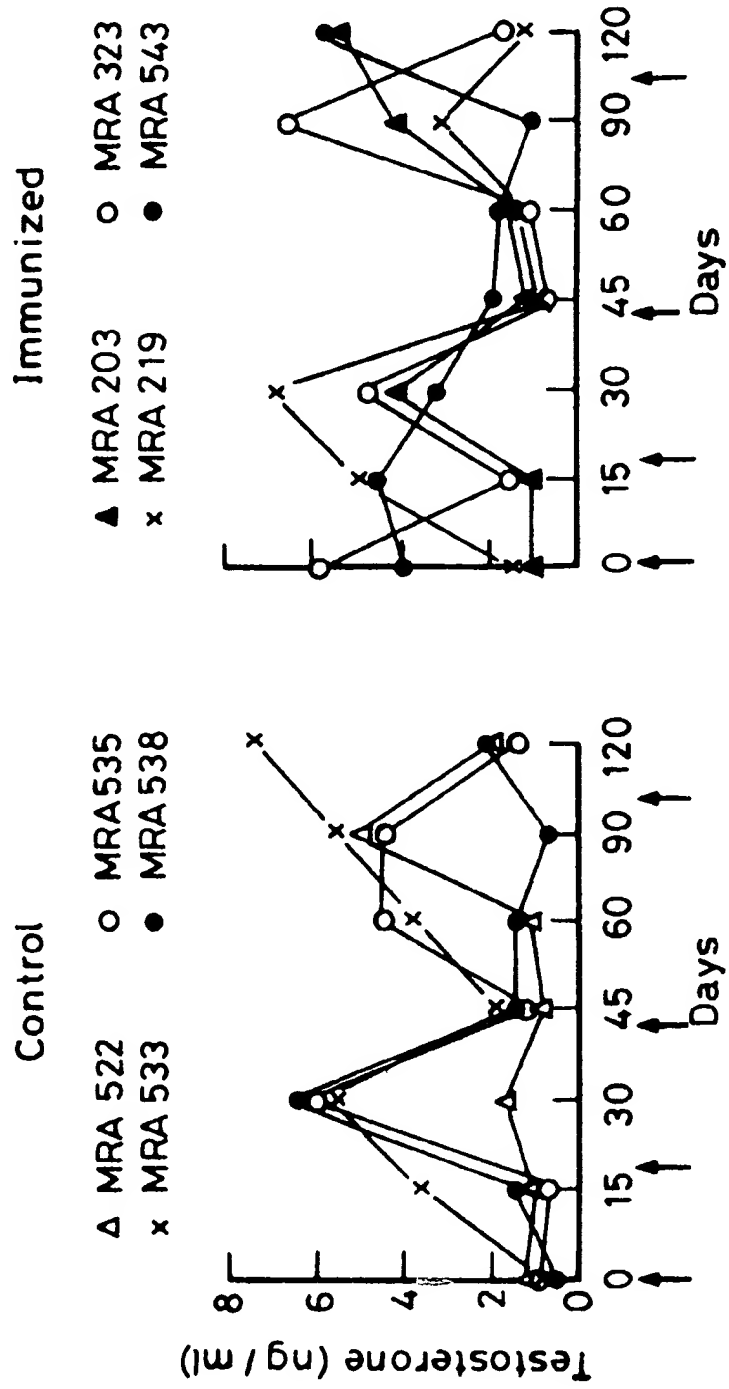 Control
△ MRA 522
○ MRA535
× MRA 533
● MRA 538
Testosterone (ng/ml)
8
6
4
2
0
0 15 30 45 60 90 120
Days
Immunized
▲ MRA 203
○ MRA 323
× MRA 219
● MRA 543
0 15 30 45 60 90 120
Days